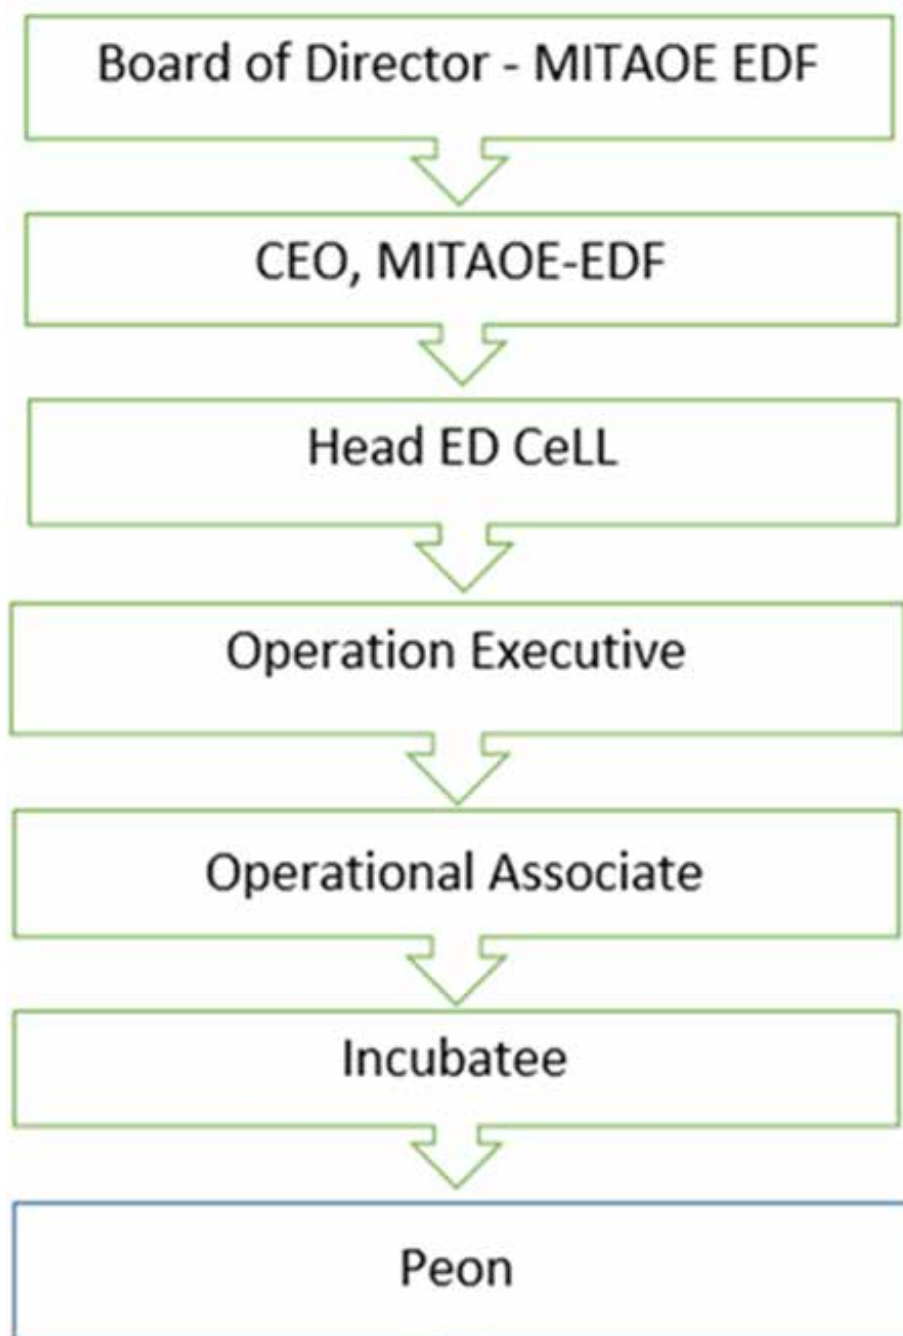 Board of Director - MITAOE EDF
CEO, MITAOE-EDF
Head ED CeLL
Operation Executive
Operational Associate
Incubatee
Peon